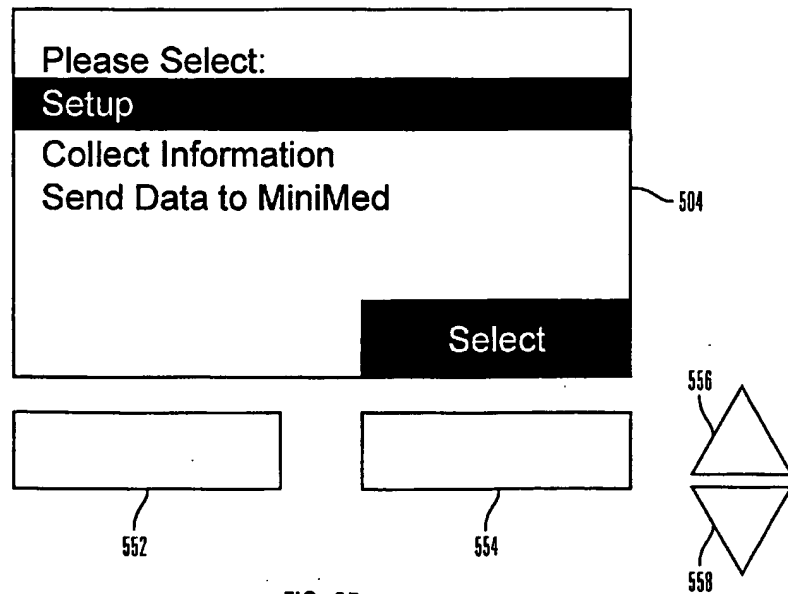 Please Select:
Setup
Collect Information
Send Data to MiniMed
504
Select
556
552
554
558